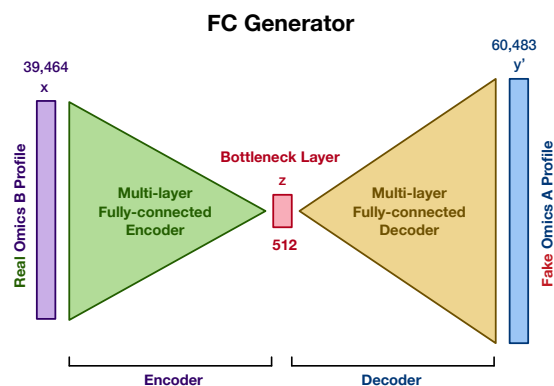 FC Generator
39,464
x
60,483
y'
Real Omics B Profile
Multi-layer
Fully-connected
Encoder
Bottleneck Layer
z
512
Multi-layer
Fully-connected
Decoder
Fake Omics A Profile
Encoder
Decoder